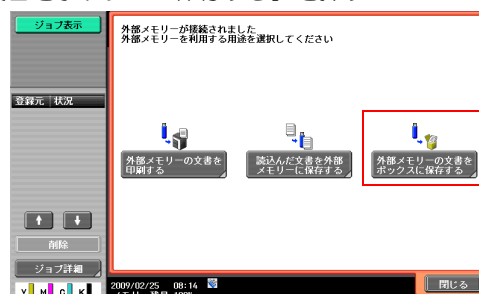 ジョブ表示
外部メモリーが接続されました
外部メモリーを利用する用途を選択してください
登録元 状況
外部メモリーの文書を
印刷する
読込んだ文書を外部
メモリーに保存する
外部メモリーの文書を
ボックスに保存する
削除
ジョブ詳細
2009/02/25 08:14
閉じる
Y M C K